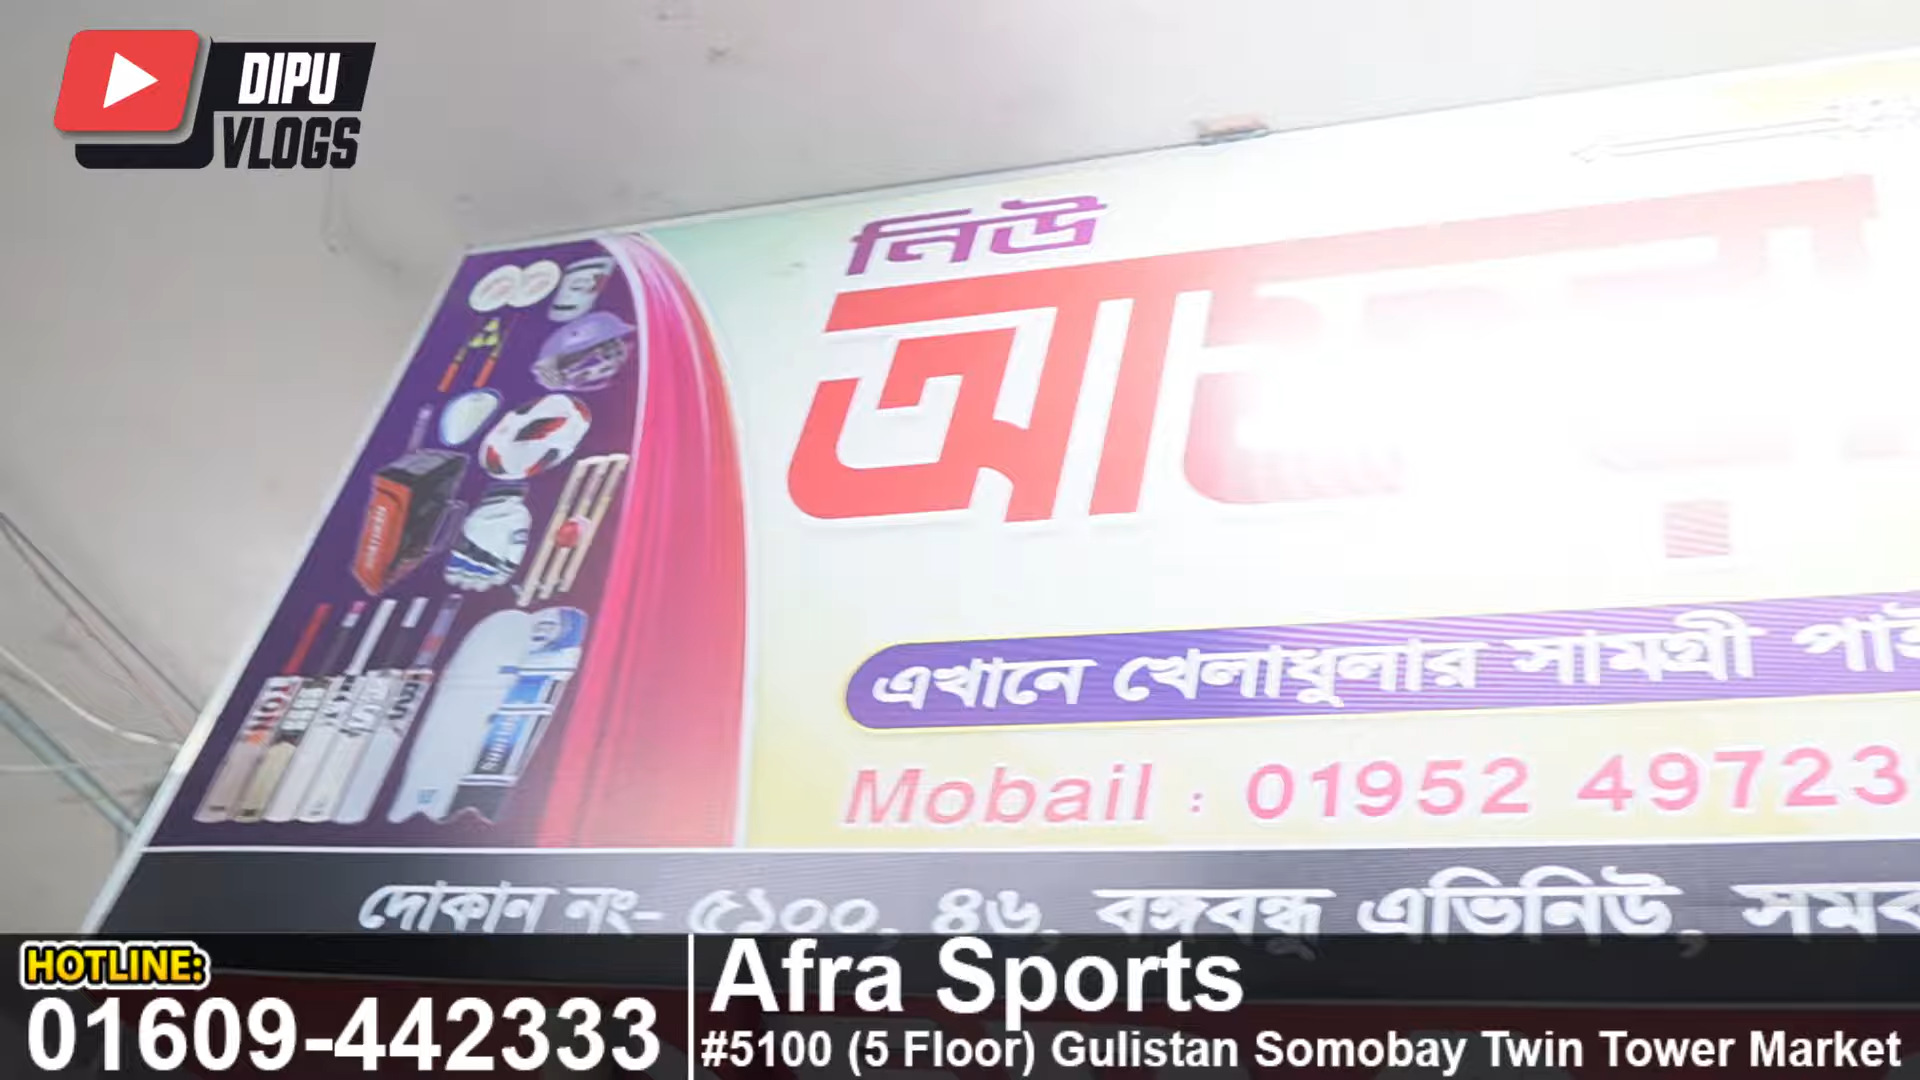 DIPU
VLOGS
নিউ
এখানে খেলাধুলার সামগ্রী
Mobail : 01952 49723
দোকান নং- ৫১০০, ৪৬, বঙ্গবন্ধু এভিনিউ,
HOTLINE:
01609-442333
Afra Sports
#5100 (5 Floor) Gulistan Somobay Twin Tower Market